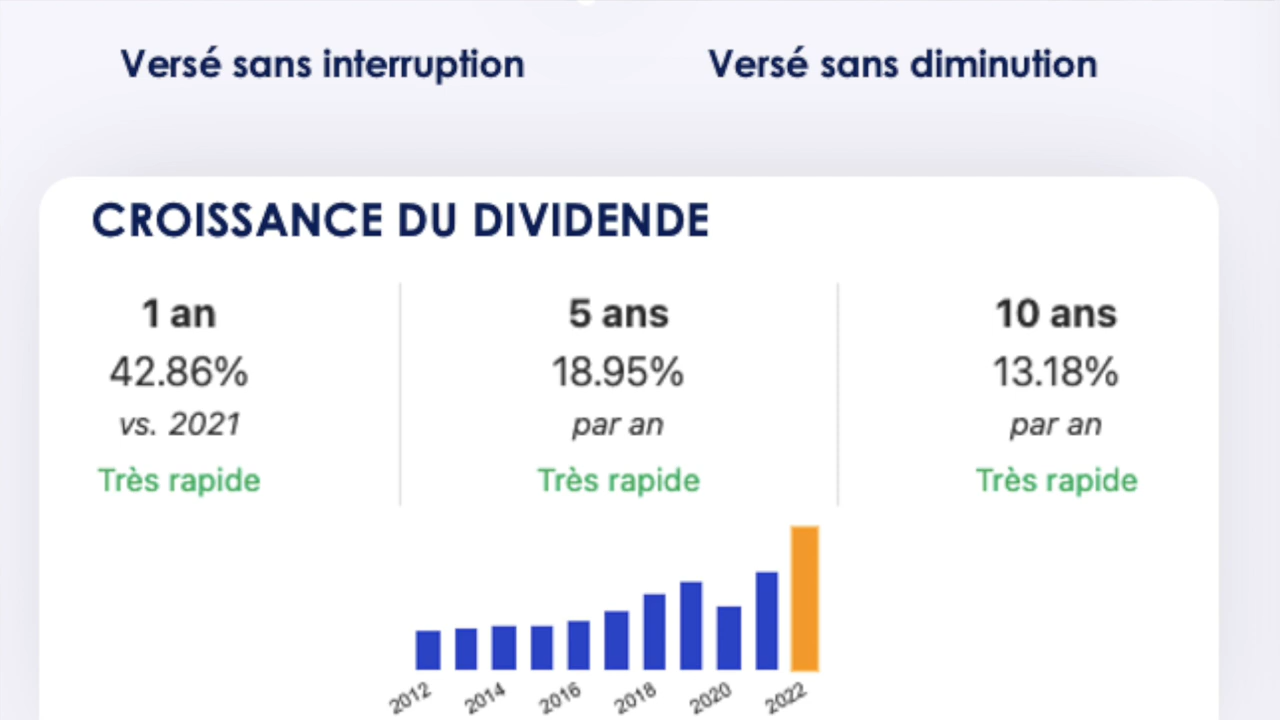 Versé sans interruption
Versé sans diminution
CROISSANCE DU DIVIDENDE
1 an
42.86%
vs. 2021
Très rapide
5 ans
18.95%
par an
Très rapide
10 ans
13.18%
par an
Très rapide
2012 2014 2016 2018 2020 2022